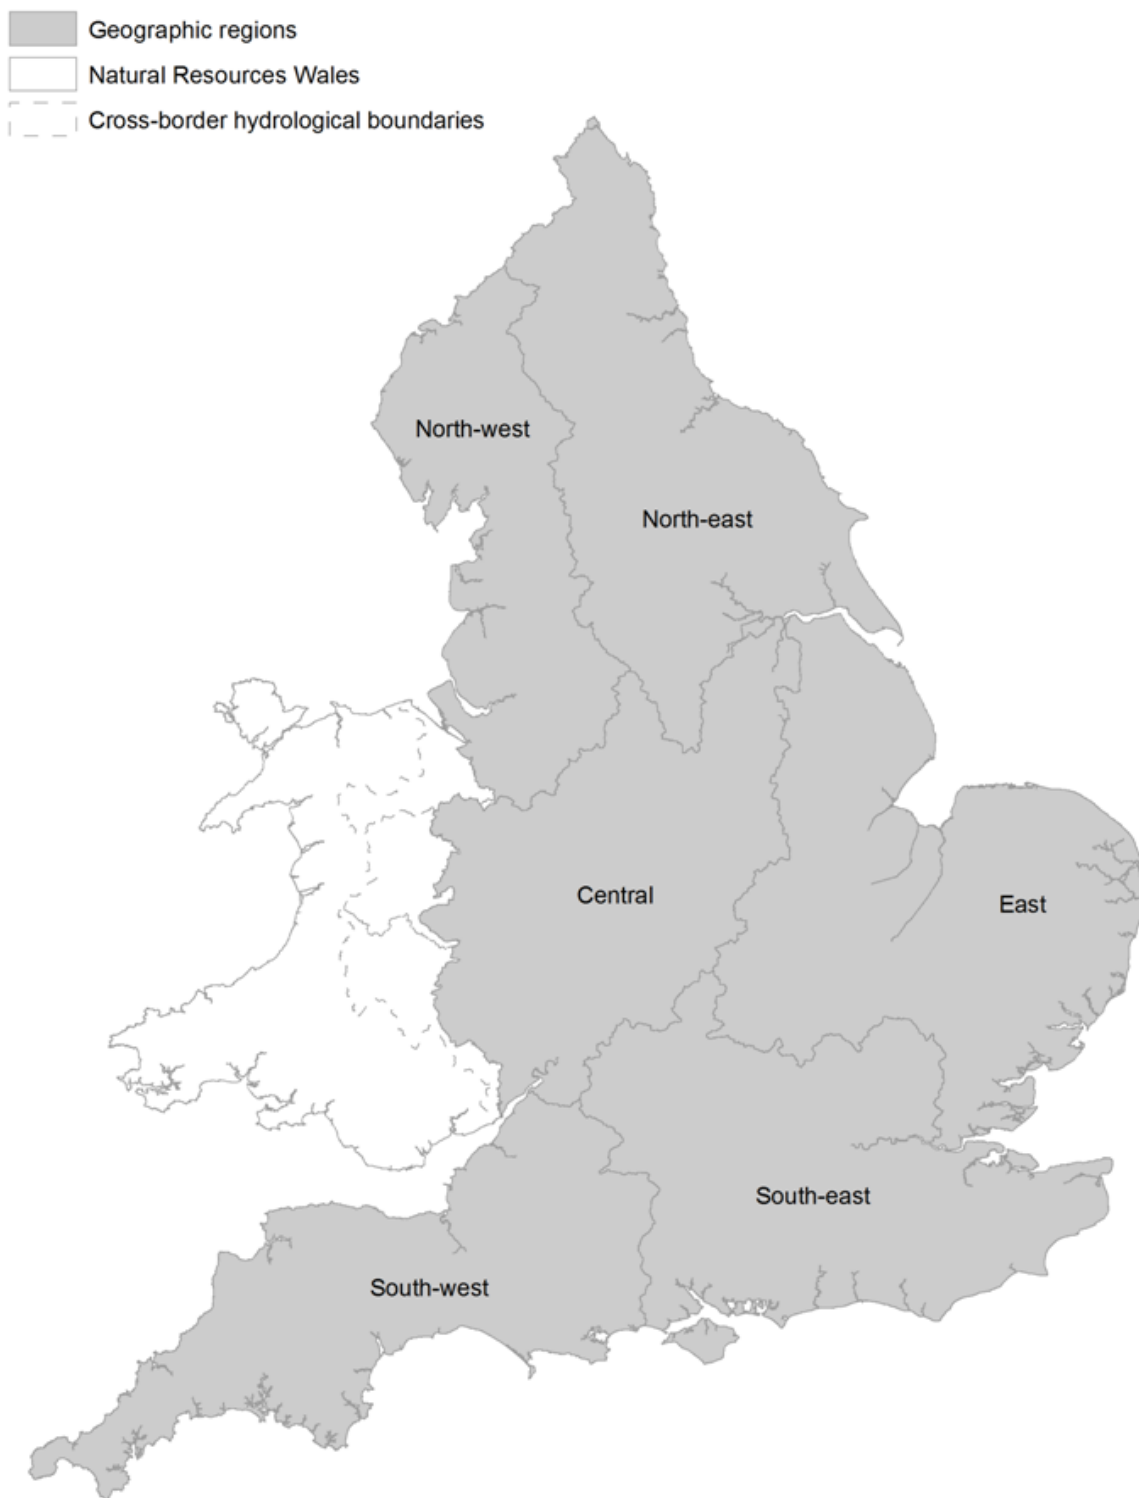 Geographic regions
Natural Resources Wales
Cross-border hydrological boundaries
North-west
North-east
Central
East
South-east
South-west